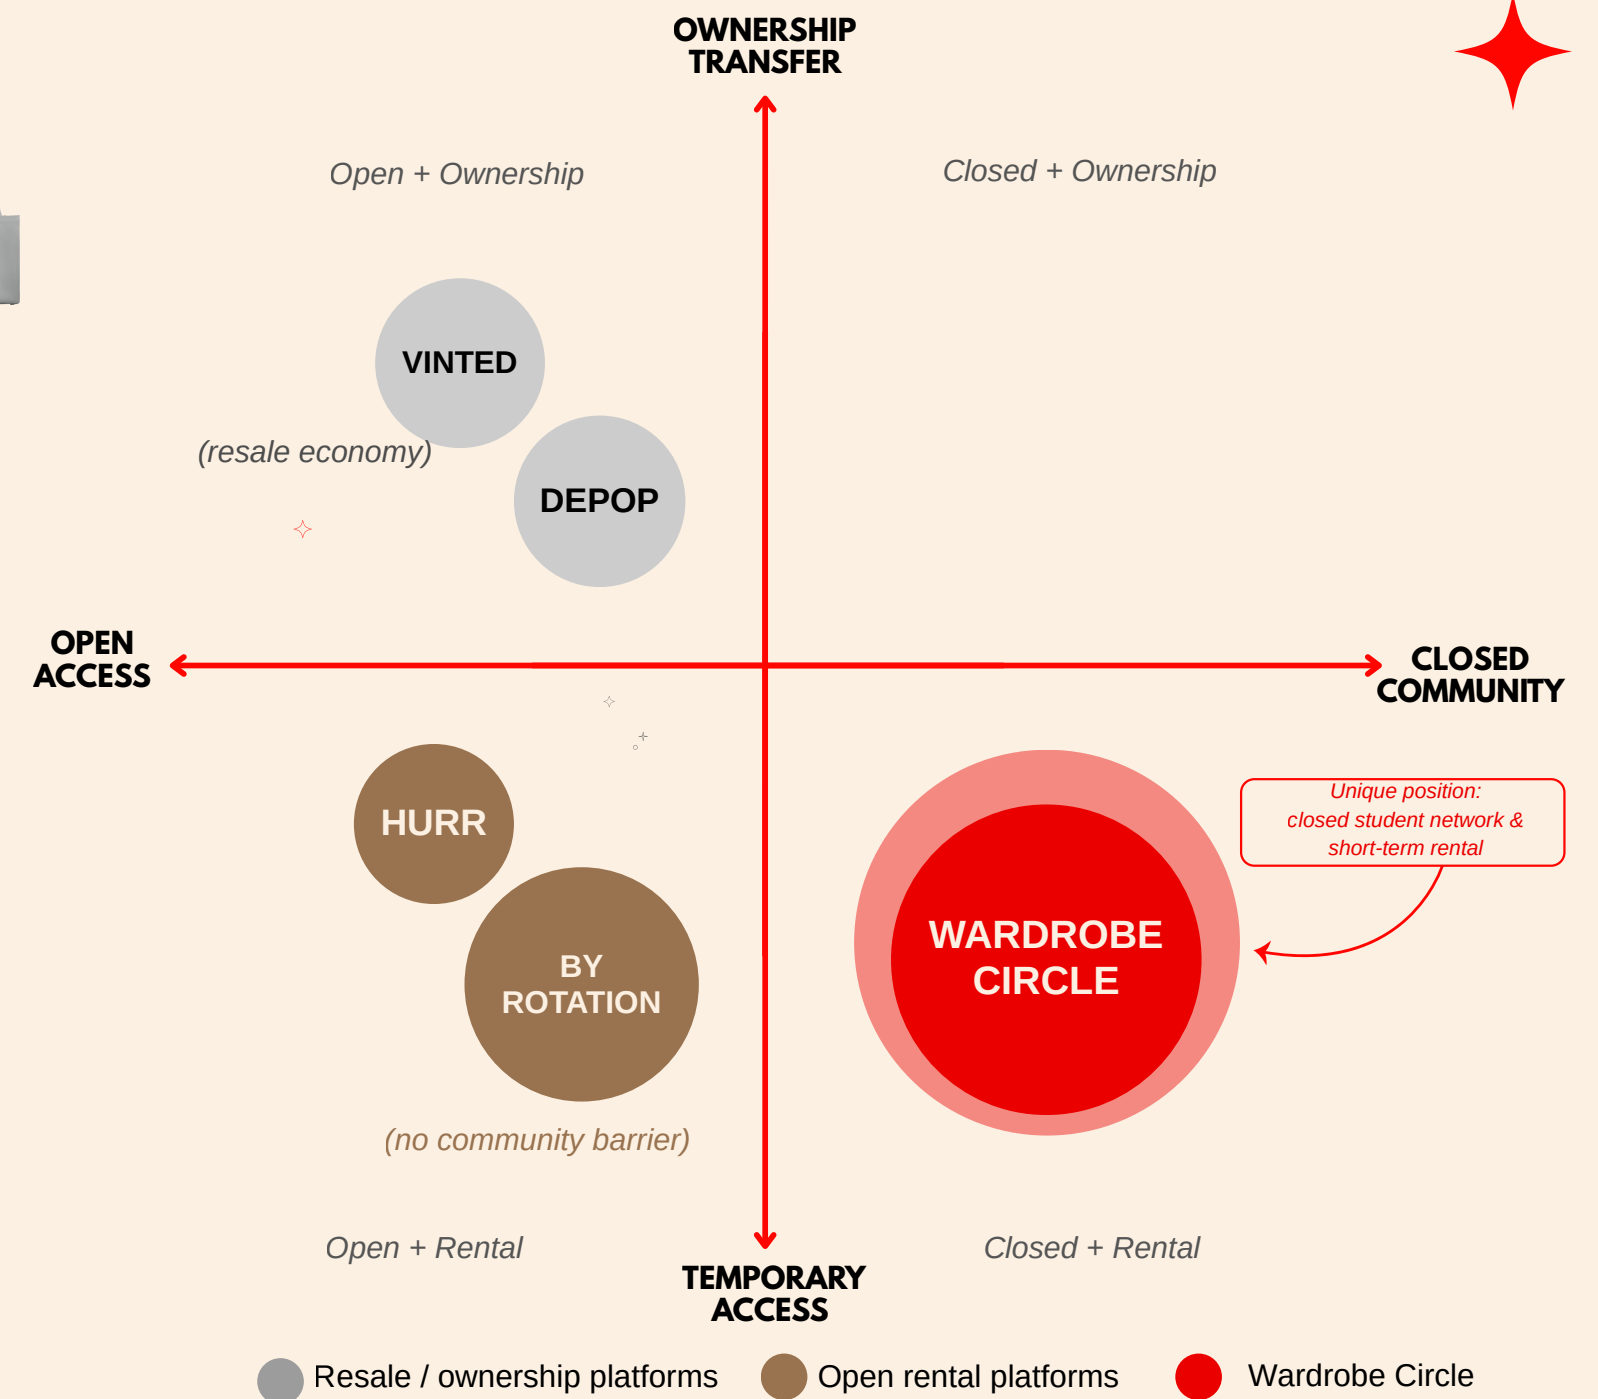 OWNERSHIP
TRANSFER
Open + Ownership
Closed + Ownership
VINTED
(resale economy)
DEPOP
OPEN
ACCESS
CLOSED
COMMUNITY
HURR
Unique position:
closed student network &
short-term rental
WARDROBE
CIRCLE
BY
ROTATION
(no community barrier)
Open + Rental
Closed + Rental
TEMPORARY
ACCESS
Resale / ownership platforms
Open rental platforms
Wardrobe Circle